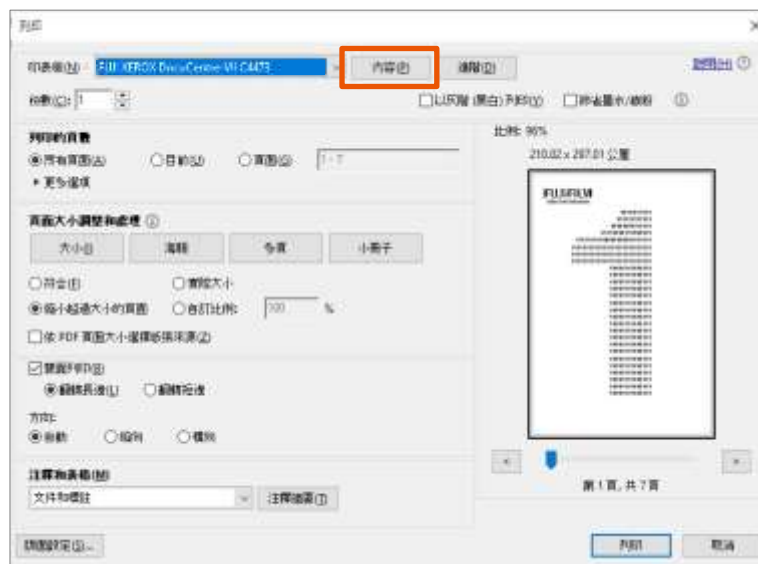 列印
印表機(N): FUJI XEROX DocuCentre-VII C4473 內容(P) 進階(D) 說明(H)
份數(C): 1 以灰階 (黑白) 列印(Y) 節省墨水/碳粉
列印的頁數
所有頁面(A) 目前(U) 頁面(G) 1 - 7
更多選項
頁面大小調整和處理
大小(I) 海報 多頁 小冊子
符合(F) 實際大小
縮小超過大小的頁面 自訂比例: 100 %
依 PDF 頁面大小選擇紙張來源(Z)
雙面列印(B)
翻轉長邊(L) 翻轉短邊
方向:
自動 縱向 橫向
注釋和表格(M)
文件和標註 注釋摘要(T)
頁面設定(S)...
比例: 96%
210.02 x 297.01 公釐
FUJIFILM
< >
第 1 頁, 共 7 頁
列印 取消